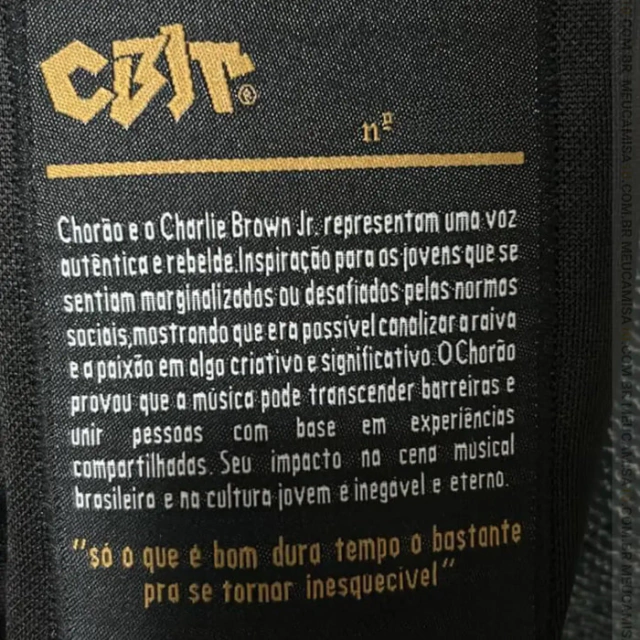 CBJr.®
nº
Chorão e o Charlie Brown Jr. representam uma voz
autêntica e rebelde.Inspiração para os jovens que se
sentiam marginalizados ou desafiados pelas normas
sociais,mostrando que era possível canalizar a raiva
e a paixão em algo criativo e significativo. O Chorão
provou que a música pode transcender barreiras e
unir pessoas com base em experiências
compartilhadas. Seu impacto na cena musical
brasileira e na cultura jovem é inegável e eterno.
"só o que é bom dura tempo o bastante
pra se tornar inesquecível"